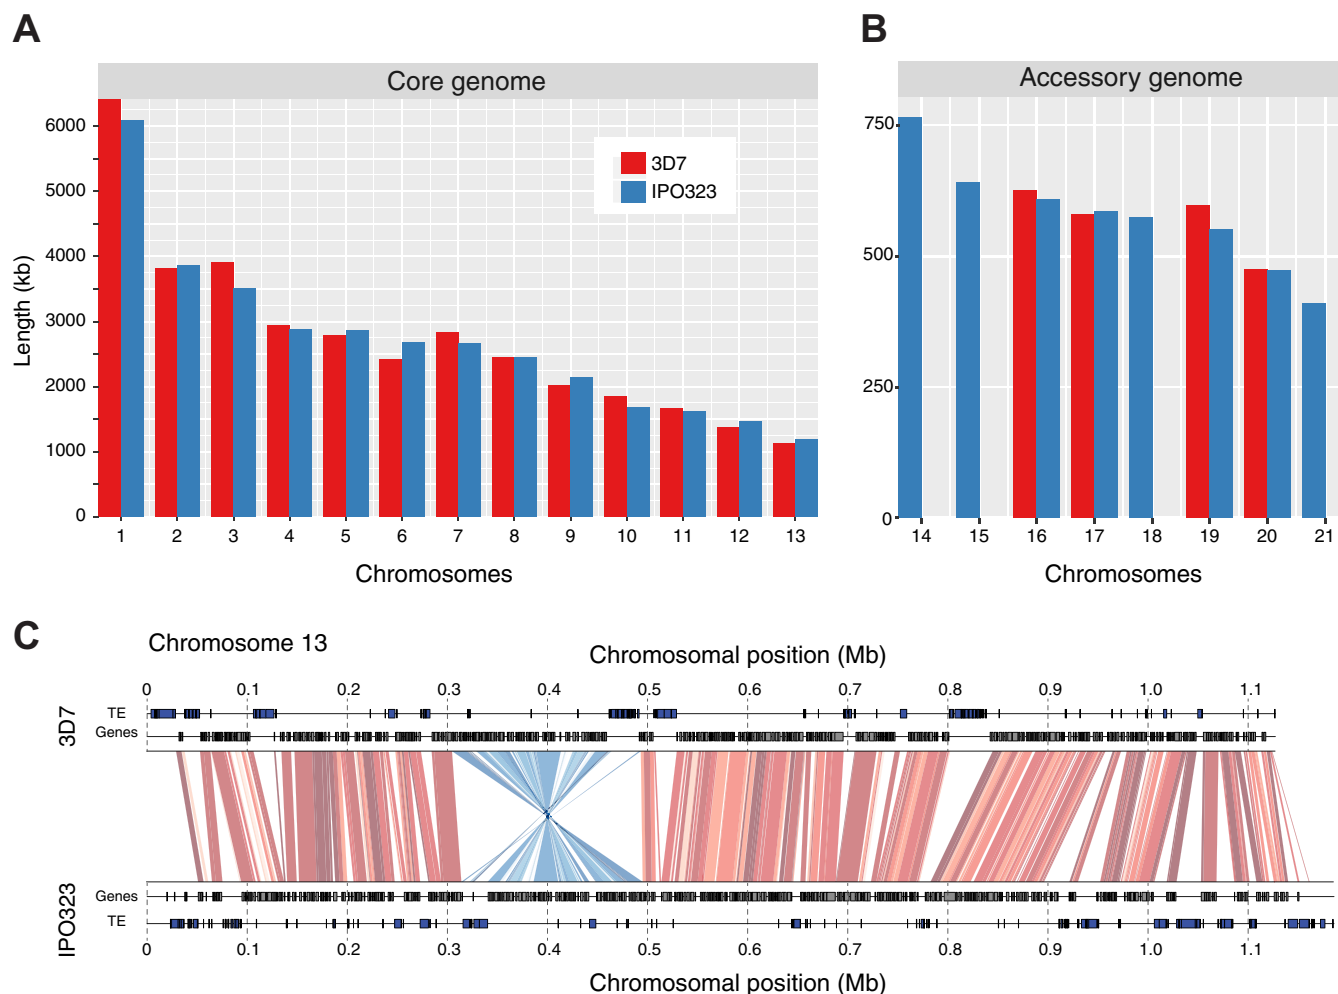 A
Core genome
Length (kb)
6000
5000
4000
3000
2000
1000
0
3D7
IPO323
1 2 3 4 5 6 7 8 9 10 11 12 13
Chromosomes
B
Accessory genome
750
500
250
0
14 15 16 17 18 19 20 21
Chromosomes
C
Chromosome 13
Chromosomal position (Mb)
0 0.1 0.2 0.3 0.4 0.5 0.6 0.7 0.8 0.9 1.0 1.1
3D7
TE
Genes
IPO323
Genes
TE
0 0.1 0.2 0.3 0.4 0.5 0.6 0.7 0.8 0.9 1.0 1.1
Chromosomal position (Mb)